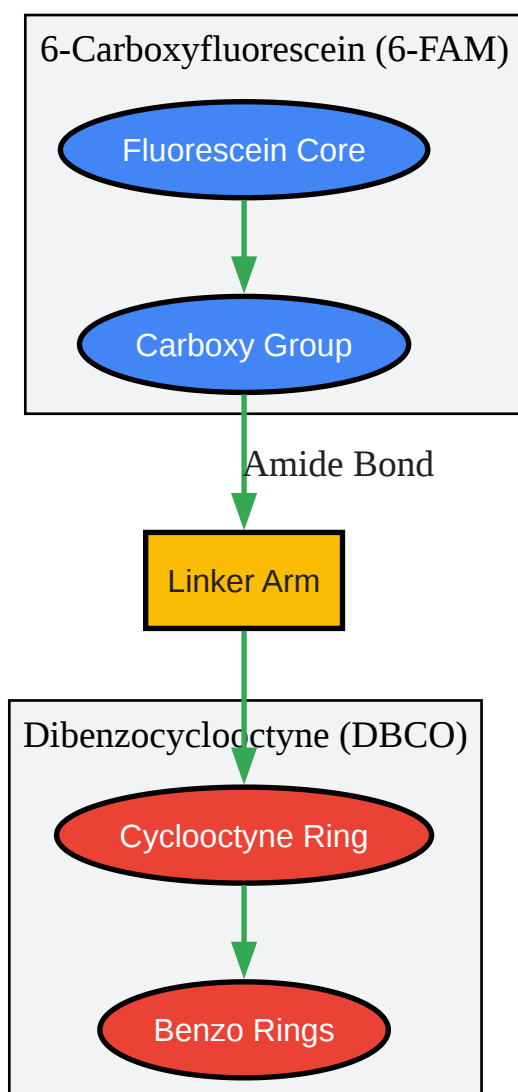 6-Carboxyfluorescein (6-FAM)
Fluorescein Core
Carboxy Group
Amide Bond
Linker Arm
Dibenzocyclooctyne (DBCO)
Cyclooctyne Ring
Benzo Rings